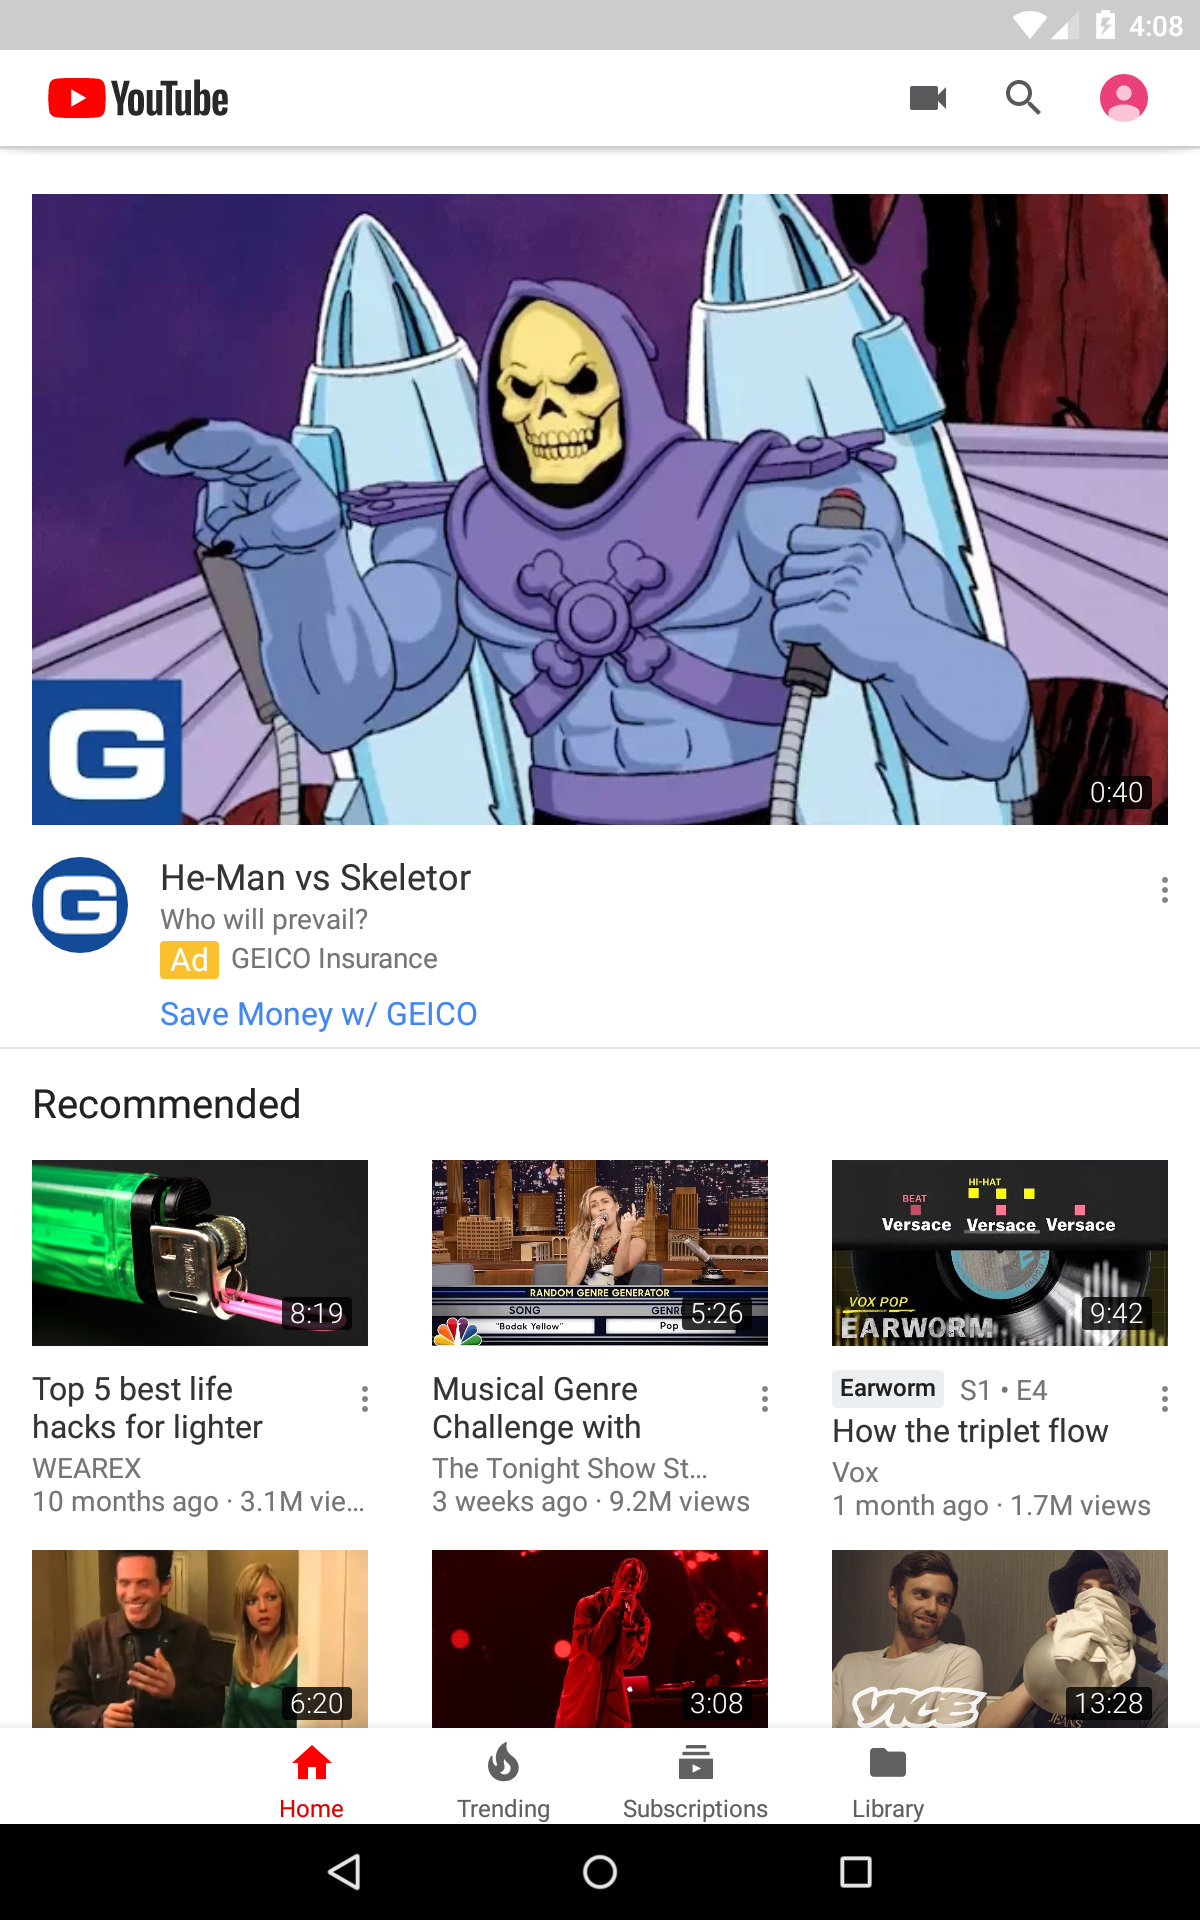 4:08
YouTube
G
0:40
G
He-Man vs Skeletor
Who will prevail?
Ad GEICO Insurance
Save Money w/ GEICO
Recommended
8:19
RANDOM GENRE GENERATOR
SONG GENRE
"Bodak Yellow" Pop
5:26
HI-HAT
BEAT
Versace Versace Versace
VOX POP
EARWORM
9:42
Top 5 best life
hacks for lighter
WEAREX
10 months ago · 3.1M vie...
Musical Genre
Challenge with
The Tonight Show St...
3 weeks ago · 9.2M views
Earworm S1 • E4
How the triplet flow
Vox
1 month ago · 1.7M views
6:20
3:08
VICE
JEANS
13:28
Home
Trending
Subscriptions
Library